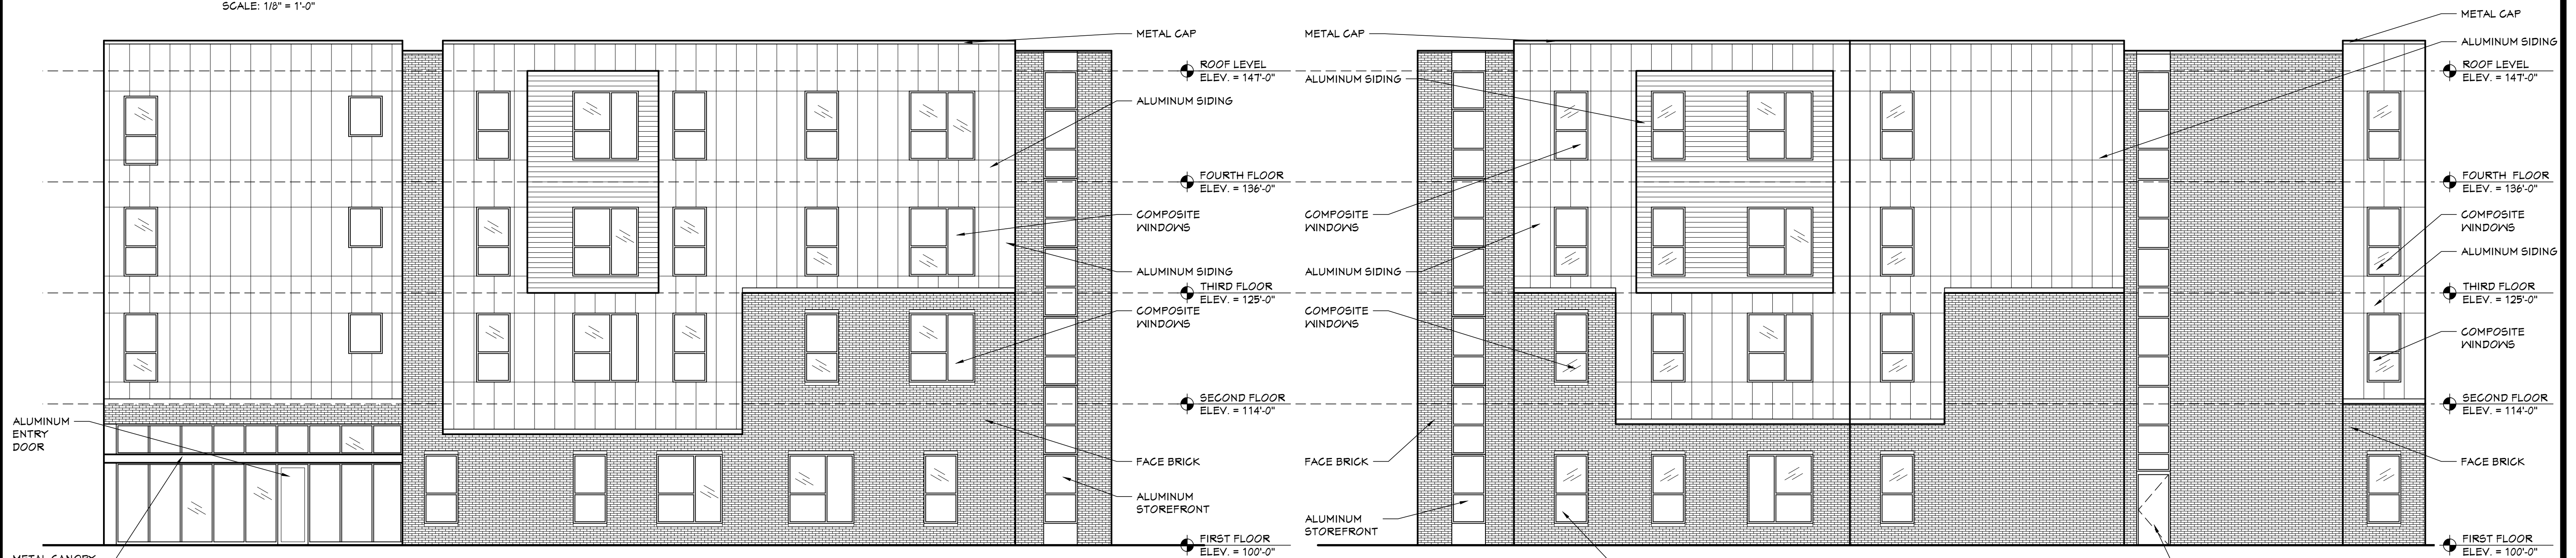 SCALE: 1/8" = 1'-0"
METAL CAP
ROOF LEVEL
ELEV. = 147'-0"
ALUMINUM SIDING
FOURTH FLOOR
ELEV. = 136'-0"
COMPOSITE
WINDOWS
ALUMINUM SIDING
THIRD FLOOR
ELEV. = 125'-0"
COMPOSITE
WINDOWS
SECOND FLOOR
ELEV. = 114'-0"
ALUMINUM
ENTRY
DOOR
FACE BRICK
ALUMINUM
STOREFRONT
FIRST FLOOR
ELEV. = 100'-0"
METAL CANOPY
METAL CAP
ALUMINUM SIDING
COMPOSITE
WINDOWS
ALUMINUM SIDING
COMPOSITE
WINDOWS
FACE BRICK
ALUMINUM
STOREFRONT
METAL CAP
ALUMINUM SIDING
ROOF LEVEL
ELEV. = 147'-0"
FOURTH FLOOR
ELEV. = 136'-0"
COMPOSITE
WINDOWS
ALUMINUM SIDING
THIRD FLOOR
ELEV. = 125'-0"
COMPOSITE
WINDOWS
SECOND FLOOR
ELEV. = 114'-0"
FACE BRICK
FIRST FLOOR
ELEV. = 100'-0"